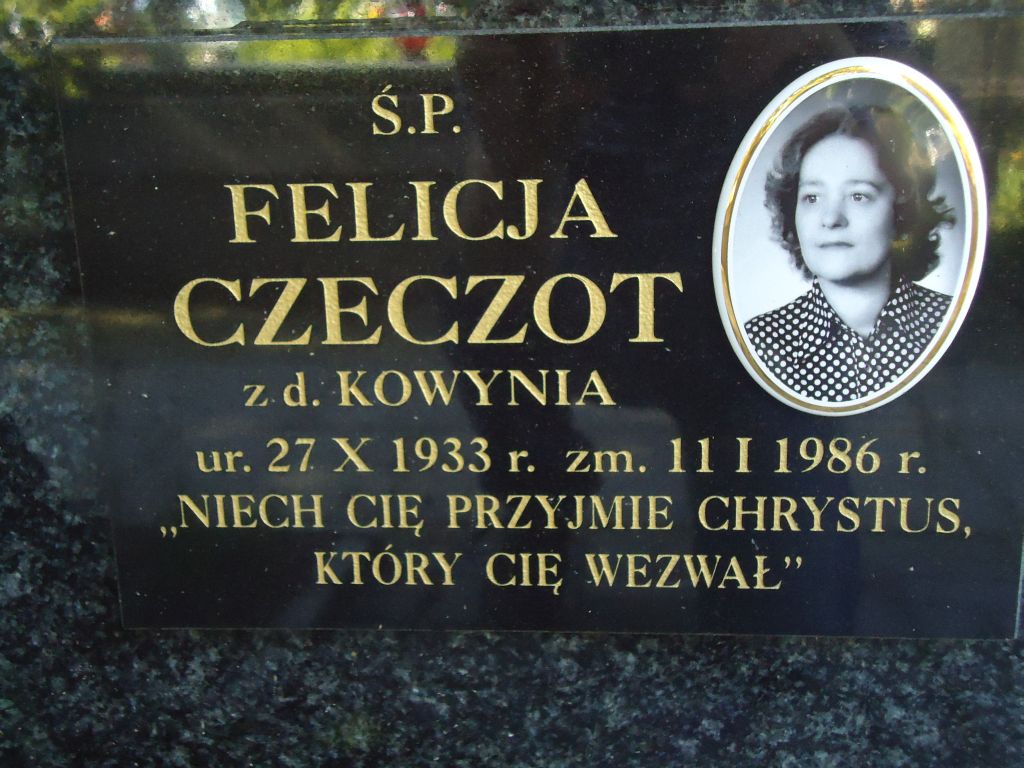 Ś.P.
FELICJA
CZECZOT
z d. KOWYNIA
ur. 27 X 1933 r. zm. 11 I 1986 r.
„NIECH CIĘ PRZYJMIE CHRYSTUS,
KTÓRY CIĘ WEZWAŁ”